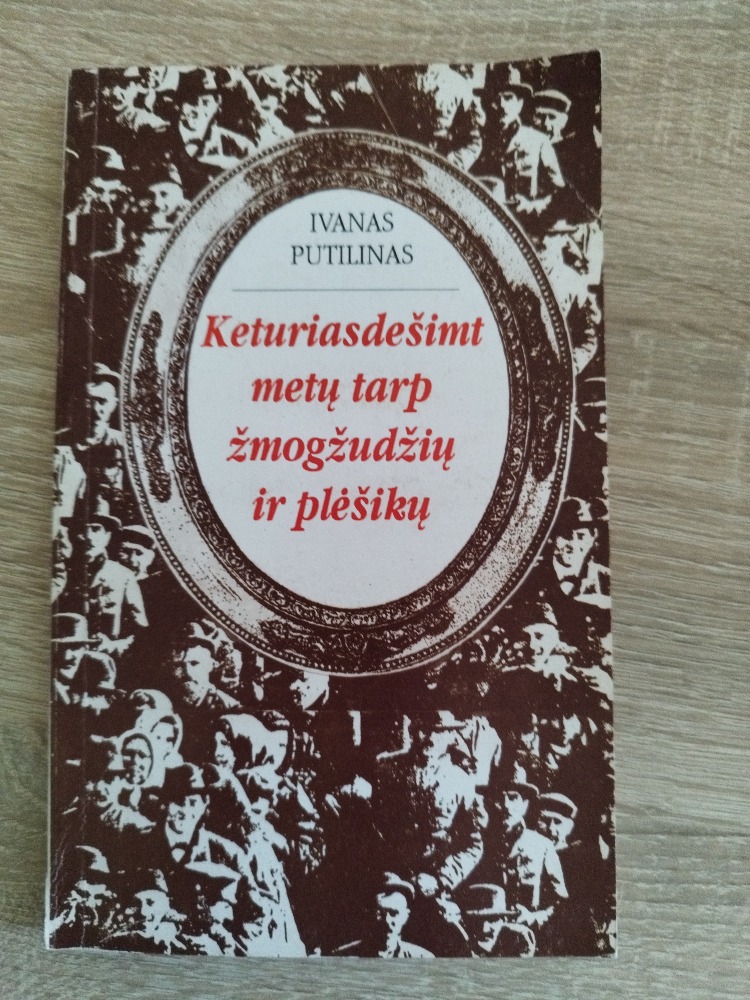 IVANAS
PUTILINAS
Keturiasdešimt
metų tarp
žmogžudžių
ir plėšikų